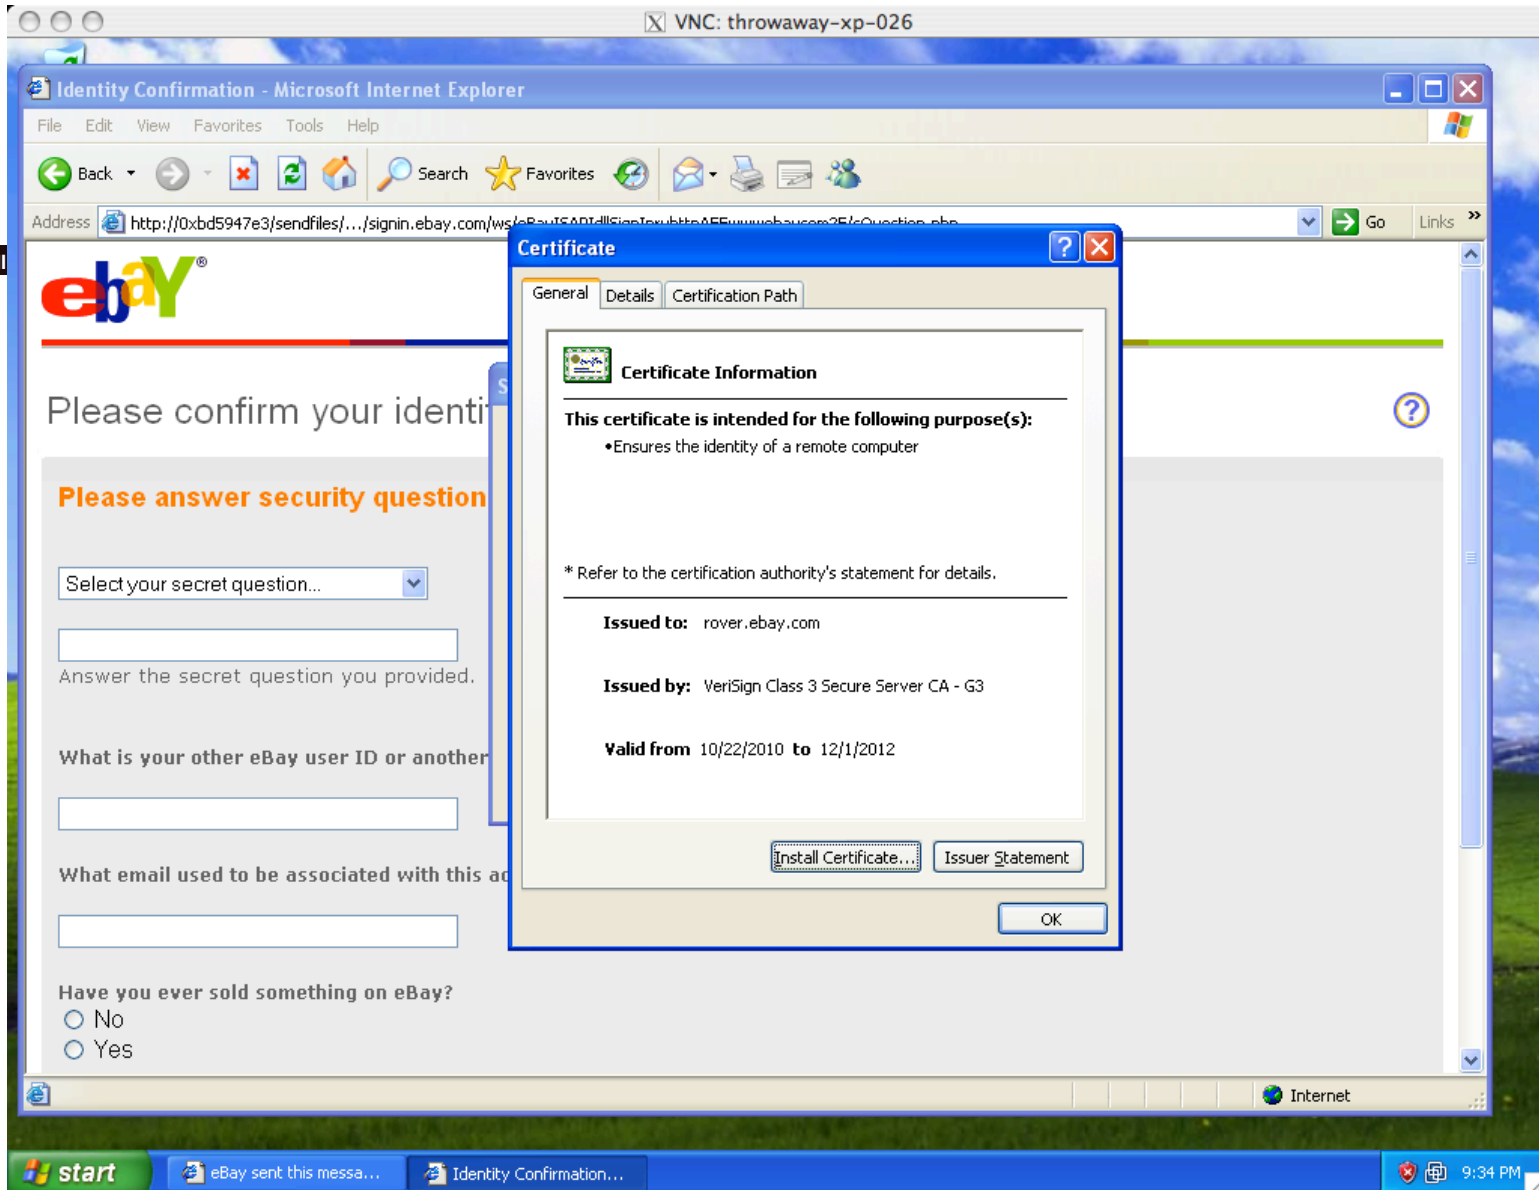 VNC: throwaway-xp-026
Identity Confirmation - Microsoft Internet Explorer
File Edit View Favorites Tools Help
Back Search Favorites
Address http://0xbd5947e3/sendfiles/.../signin.ebay.com/ws/ Go Links »
Certificate
ebaY®
General Details Certification Path
Certificate Information
Please confirm your identi
This certificate is intended for the following purpose(s):
•Ensures the identity of a remote computer
Please answer security question
* Refer to the certification authority's statement for details.
Select your secret question...
Issued to: rover.ebay.com
Answer the secret question you provided.
Issued by: VeriSign Class 3 Secure Server CA - G3
Valid from 10/22/2010 to 12/1/2012
What is your other eBay user ID or another
Install Certificate... Issuer Statement
What email used to be associated with this ac
OK
Have you ever sold something on eBay?
No
Yes
Internet
start eBay sent this messa... Identity Confirmation... 9:34 PM